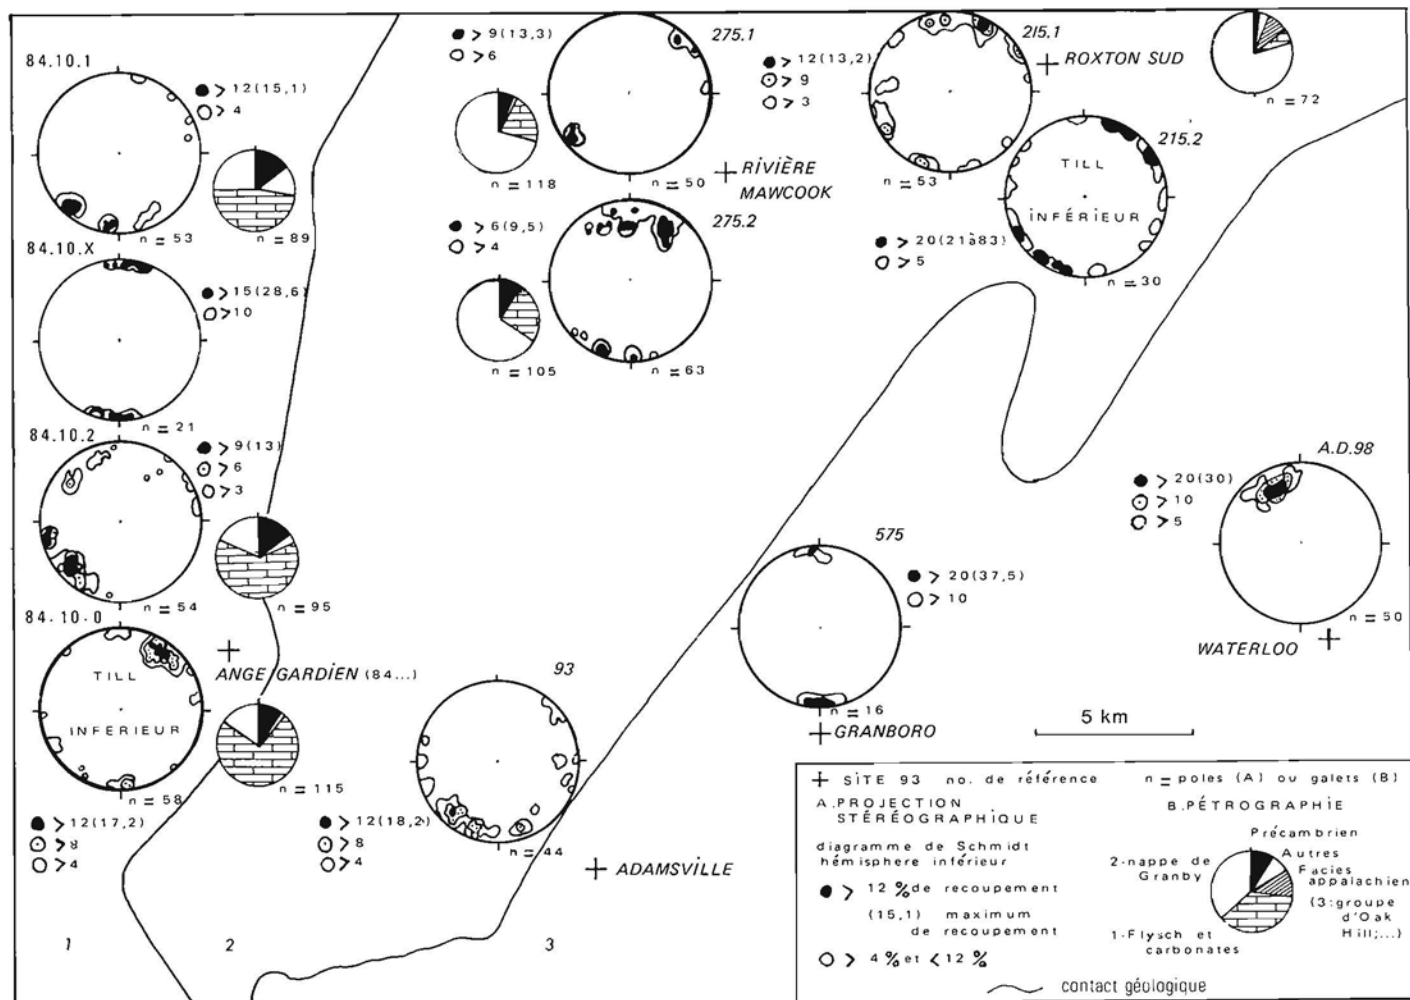 84.10.1
> 12(15,1)
> 4
n = 53
n = 89
84.10.X
> 15(28,6)
> 10
n = 21
84.10.2
> 9(13)
> 6
> 3
n = 54
n = 95
84.10.0
TILL
INFÉRIEUR
n = 58
n = 115
> 12(17,2)
> 8
> 4
ANGE GARDIEN (84...)
> 9(13,3)
> 6
275.1
n = 118
n = 50
RIVIÈRE
MAWCOOK
> 6(9,5)
> 4
275.2
n = 105
n = 63
> 12(13,2)
> 9
> 3
215.1
n = 53
ROXTON SUD
n = 72
215.2
TILL
INFÉRIEUR
> 20(21à83)
> 5
n = 30
A.D.98
> 20(30)
> 10
> 5
n = 50
WATERLOO
575
> 20(37,5)
> 10
n = 16
GRANBORO
93
> 12(18,2)
> 8
> 4
n = 44
ADAMSVILLE
5 km
1
2
3
SITE 93 no. de référence
n = poles (A) ou galets (B)
A. PROJECTION
STÉRÉOGRAPHIQUE
diagramme de Schmidt
hémisphere inférieur
> 12 % de recoupement
(15,1) maximum
de recoupement
> 4 % et < 12 %
B. PÉTROGRAPHIE
Précambrien
Autres
Facies
appalachien
(3:groupe
d'Oak
Hill;...)
2-nappe de
Granby
1-Flysch et
carbonates
contact géologique